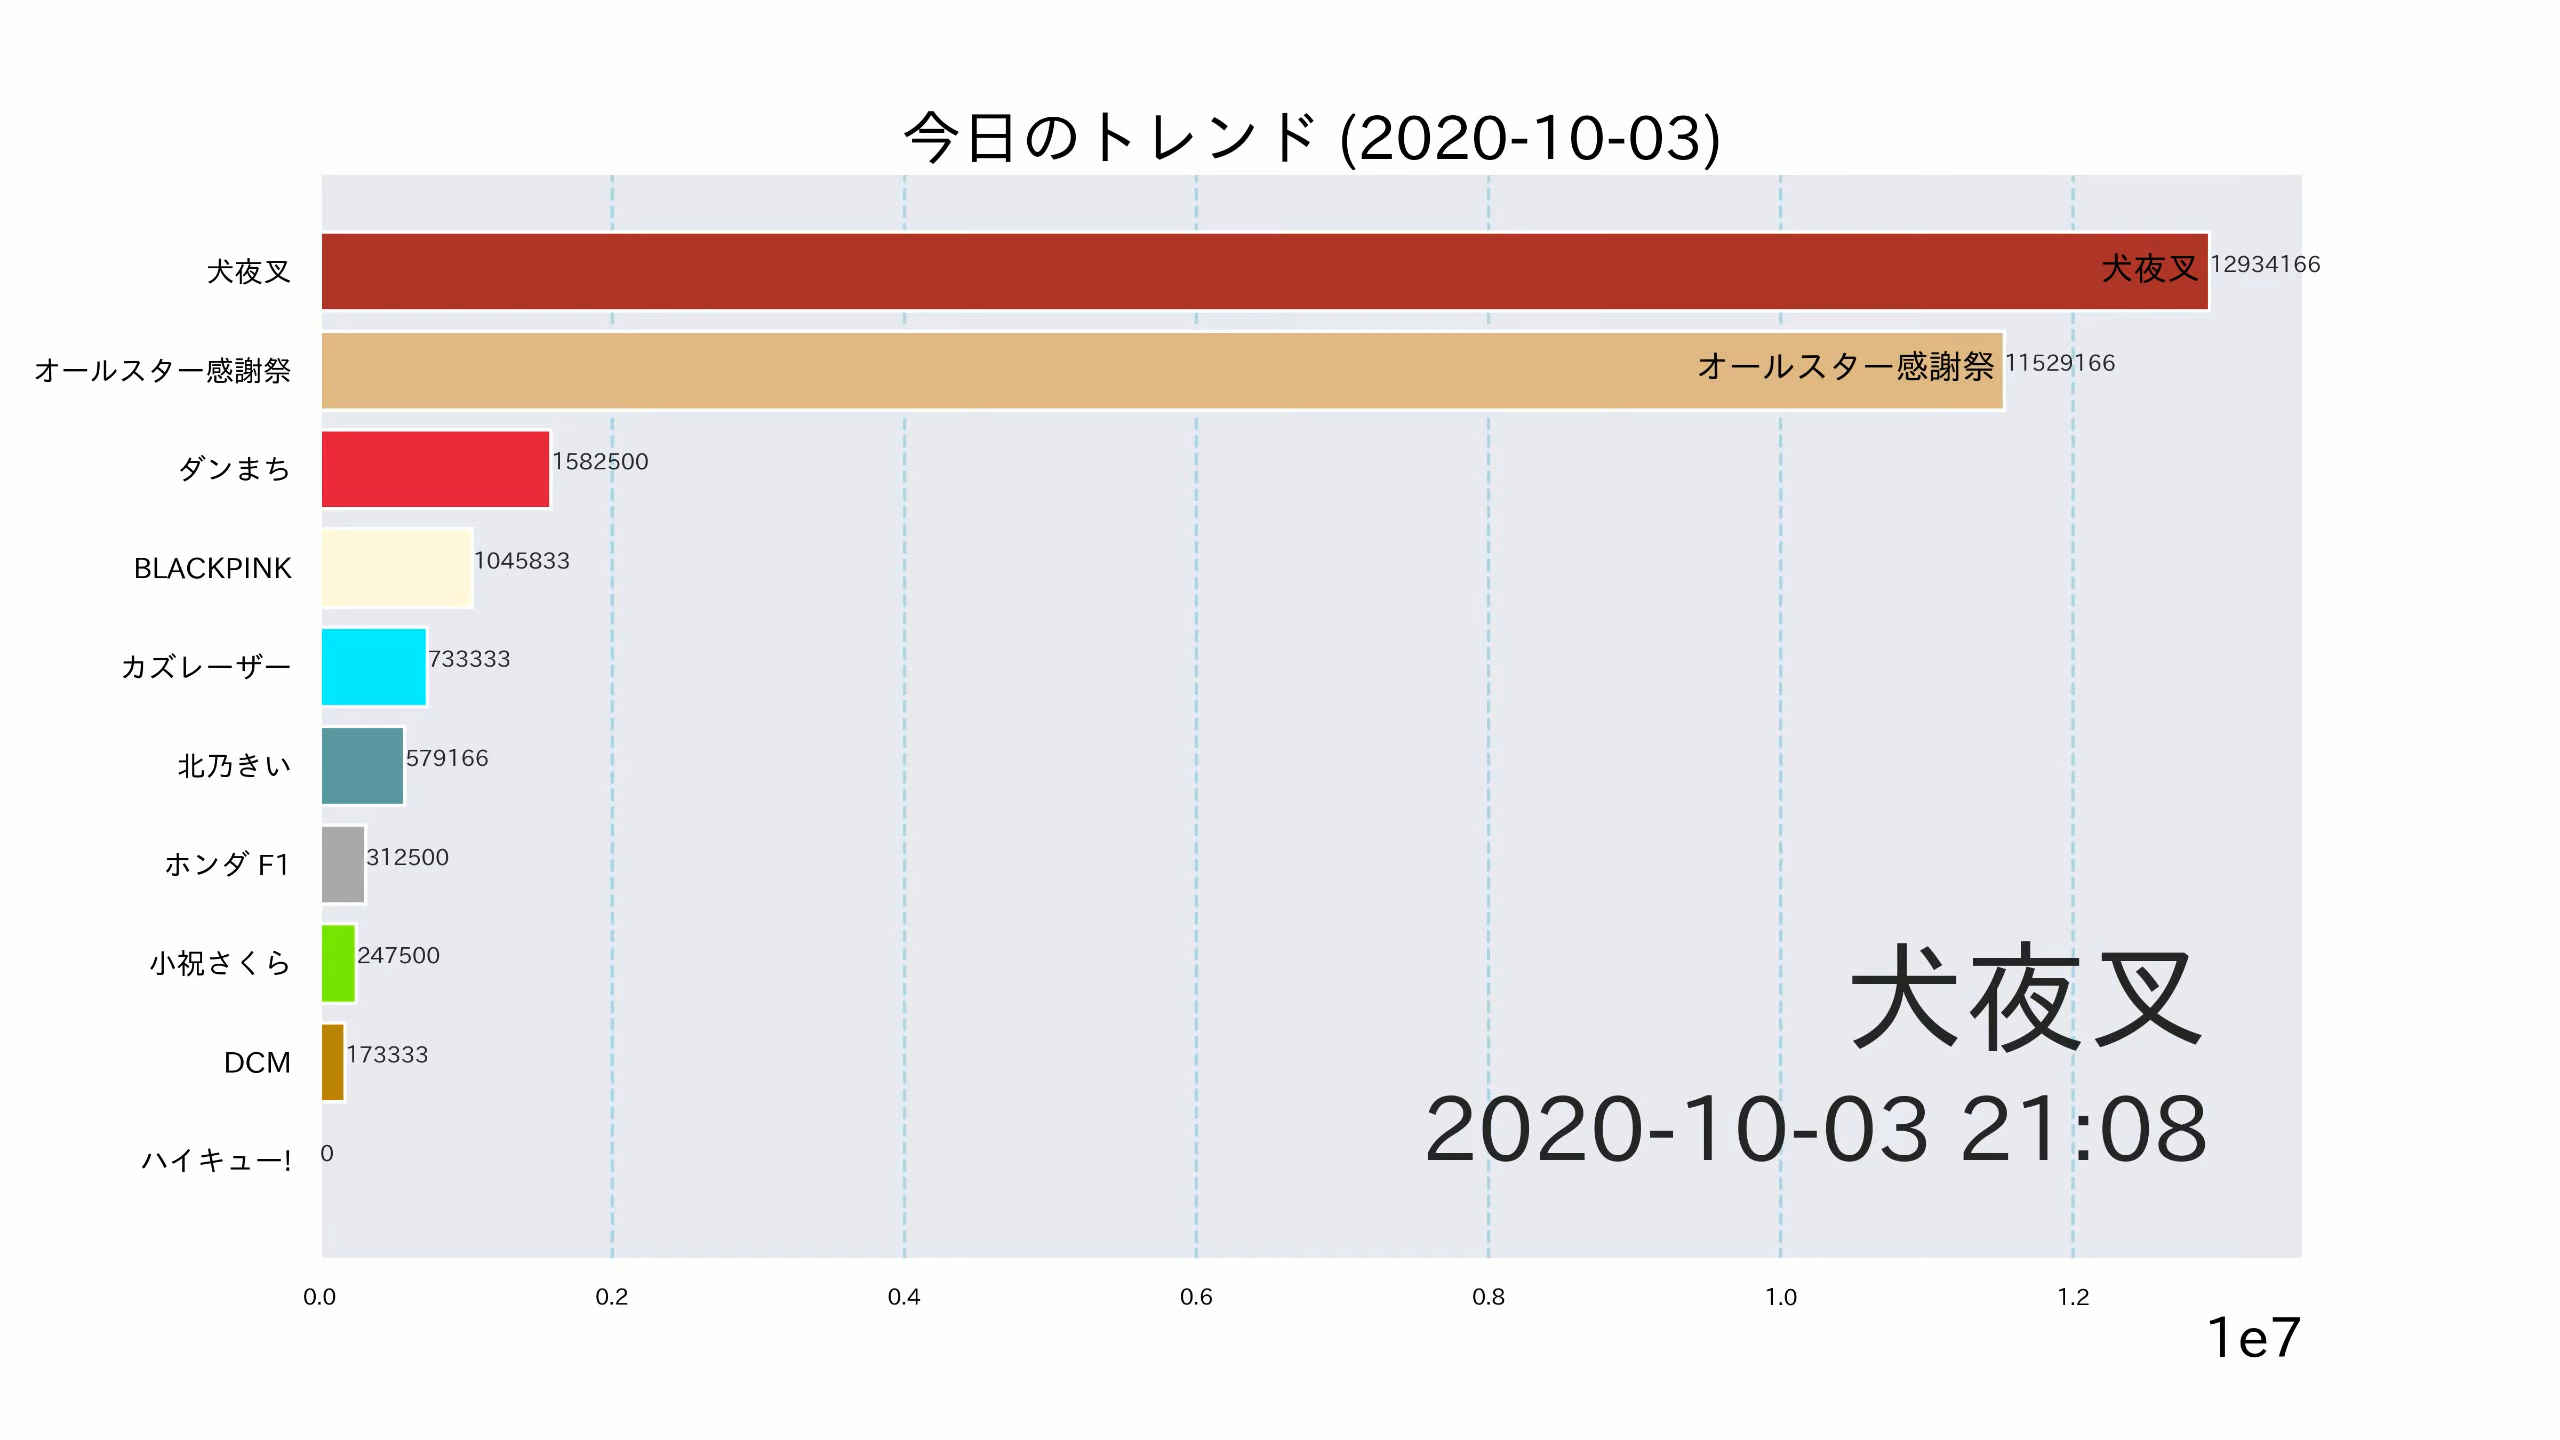 今日のトレンド (2020-10-03)
犬夜叉 犬夜叉 12934166
オールスター感謝祭 オールスター感謝祭 11529166
ダンまち 1582500
BLACKPINK 1045833
カズレーザー 733333
北乃きい 579166
ホンダ F1 312500
小祝さくら 247500
DCM 173333
ハイキュー! 0
犬夜叉
2020-10-03 21:08
0.0 0.2 0.4 0.6 0.8 1.0 1.2
1e7